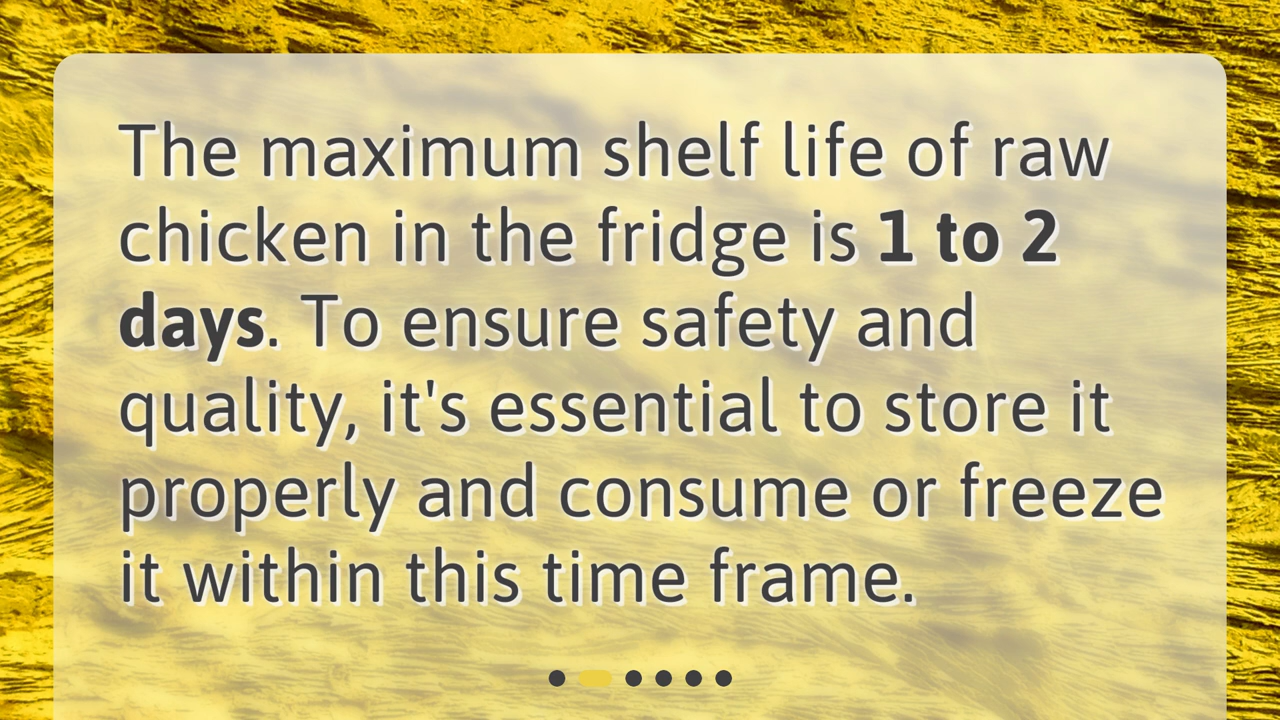 The maximum shelf life of raw
chicken in the fridge is 1 to 2
days. To ensure safety and
quality, it's essential to store it
properly and consume or freeze
it within this time frame.